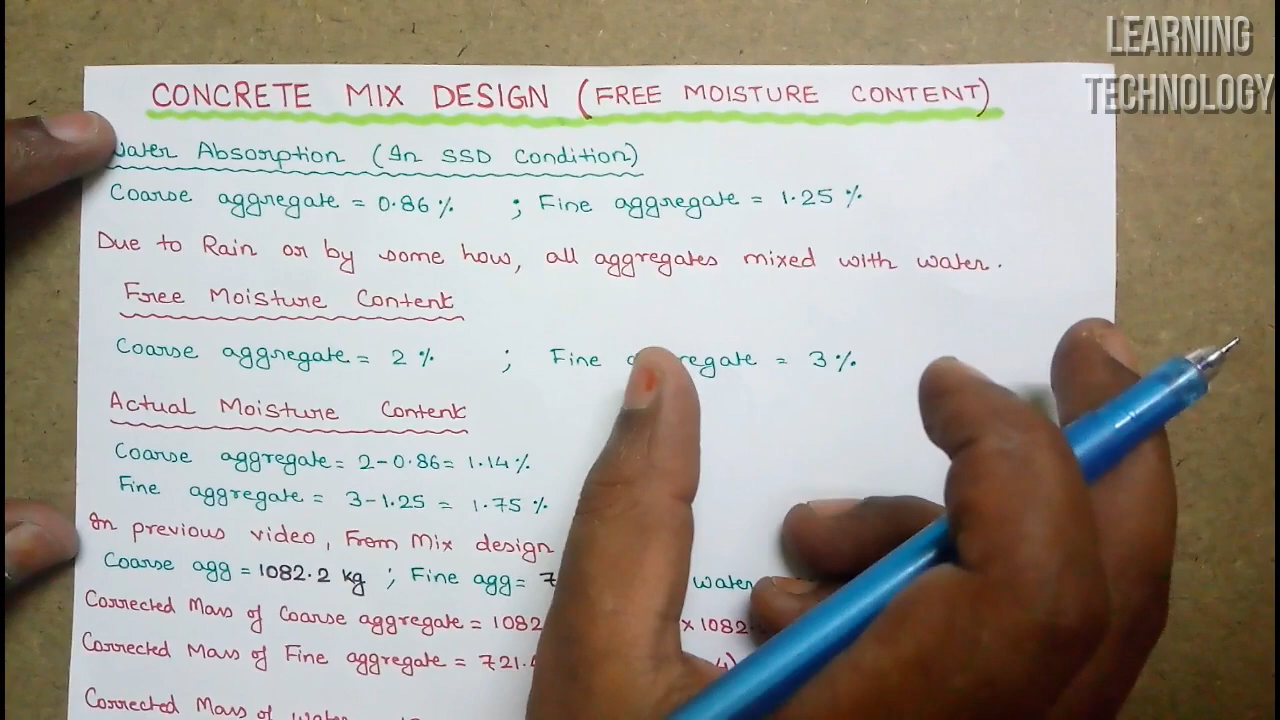 LEARNING
TECHNOLOGY
CONCRETE MIX DESIGN (FREE MOISTURE CONTENT)
Water Absorption (In SSD Condition)
Coarse aggregate = 0.86% ; Fine aggregate = 1.25%
Due to Rain or by some how, all aggregates mixed with water.
Free Moisture Content
Coarse aggregate = 2% ; Fine aggregate = 3%
Actual Moisture Content
Coarse aggregate = 2-0.86 = 1.14%
Fine aggregate = 3-1.25 = 1.75%
In previous video, From Mix design
Coarse agg = 1082.2 kg ; Fine agg = 7 water
Corrected Mass of Coarse aggregate = 1082 x 1082.
Corrected Mass of Fine aggregate = 721.
Corrected Mass of water